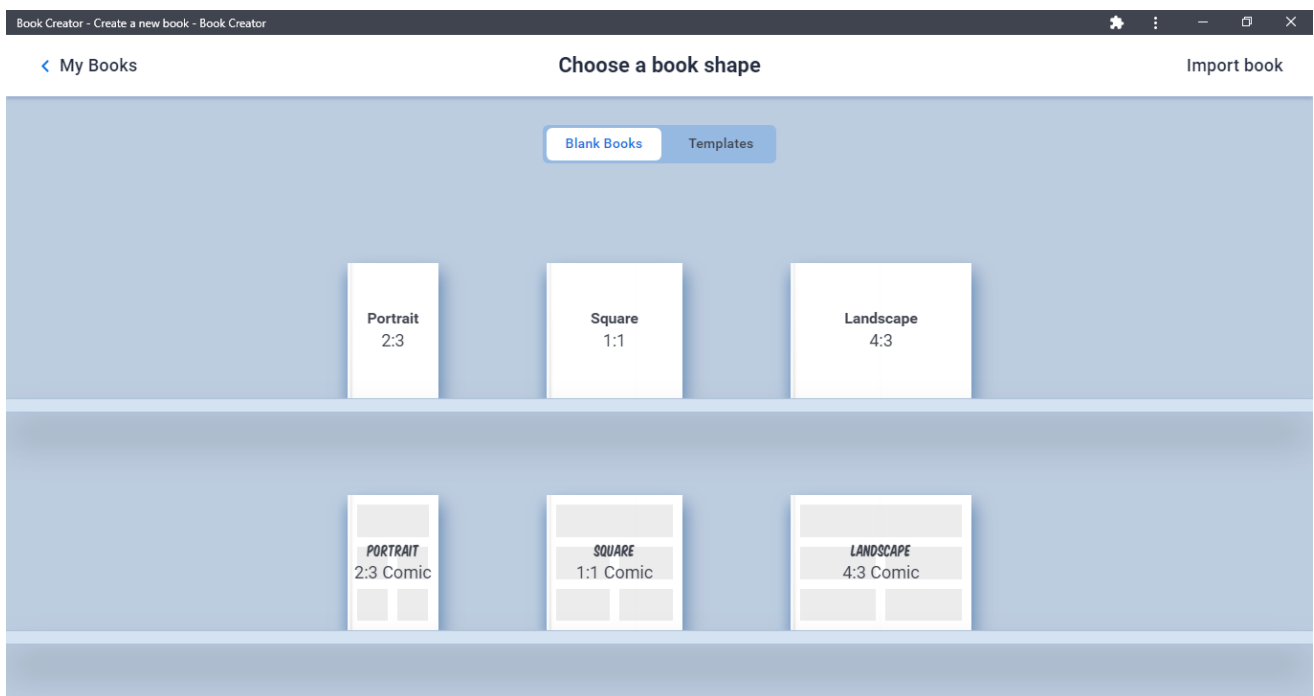 Book Creator - Create a new book - Book Creator
My Books
Choose a book shape
Import book
Blank Books
Templates
Portrait
2:3
Square
1:1
Landscape
4:3
PORTRAIT
2:3 Comic
SQUARE
1:1 Comic
LANDSCAPE
4:3 Comic